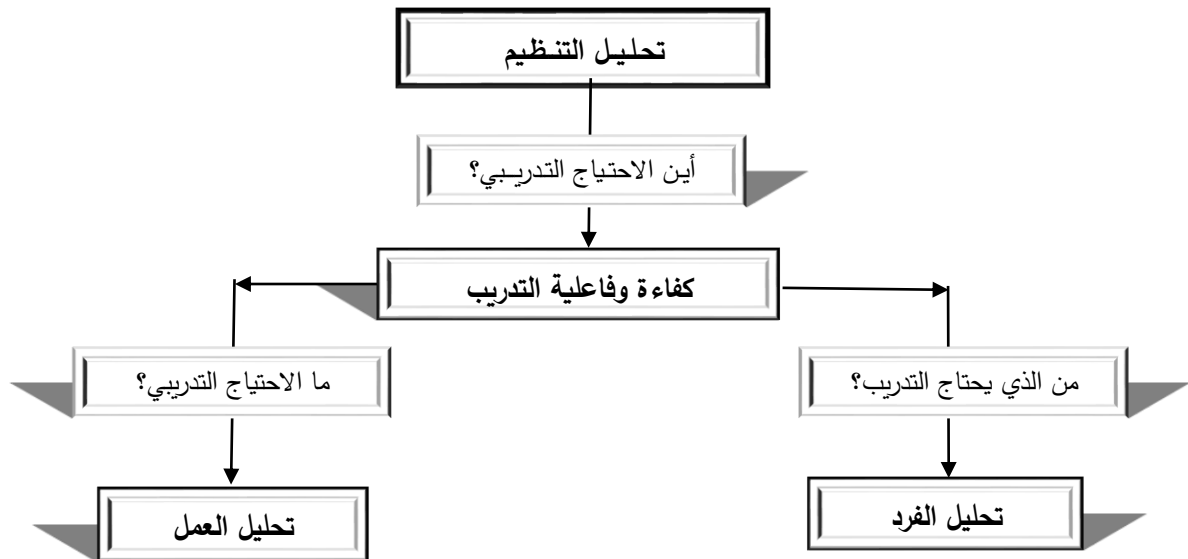 تحليل التنظيم
أين الاحتياج التدريبي؟
كفاءة وفاعلية التدريب
من الذي يحتاج التدريب؟
ما الاحتياج التدريبي؟
تحليل الفرد
تحليل العمل